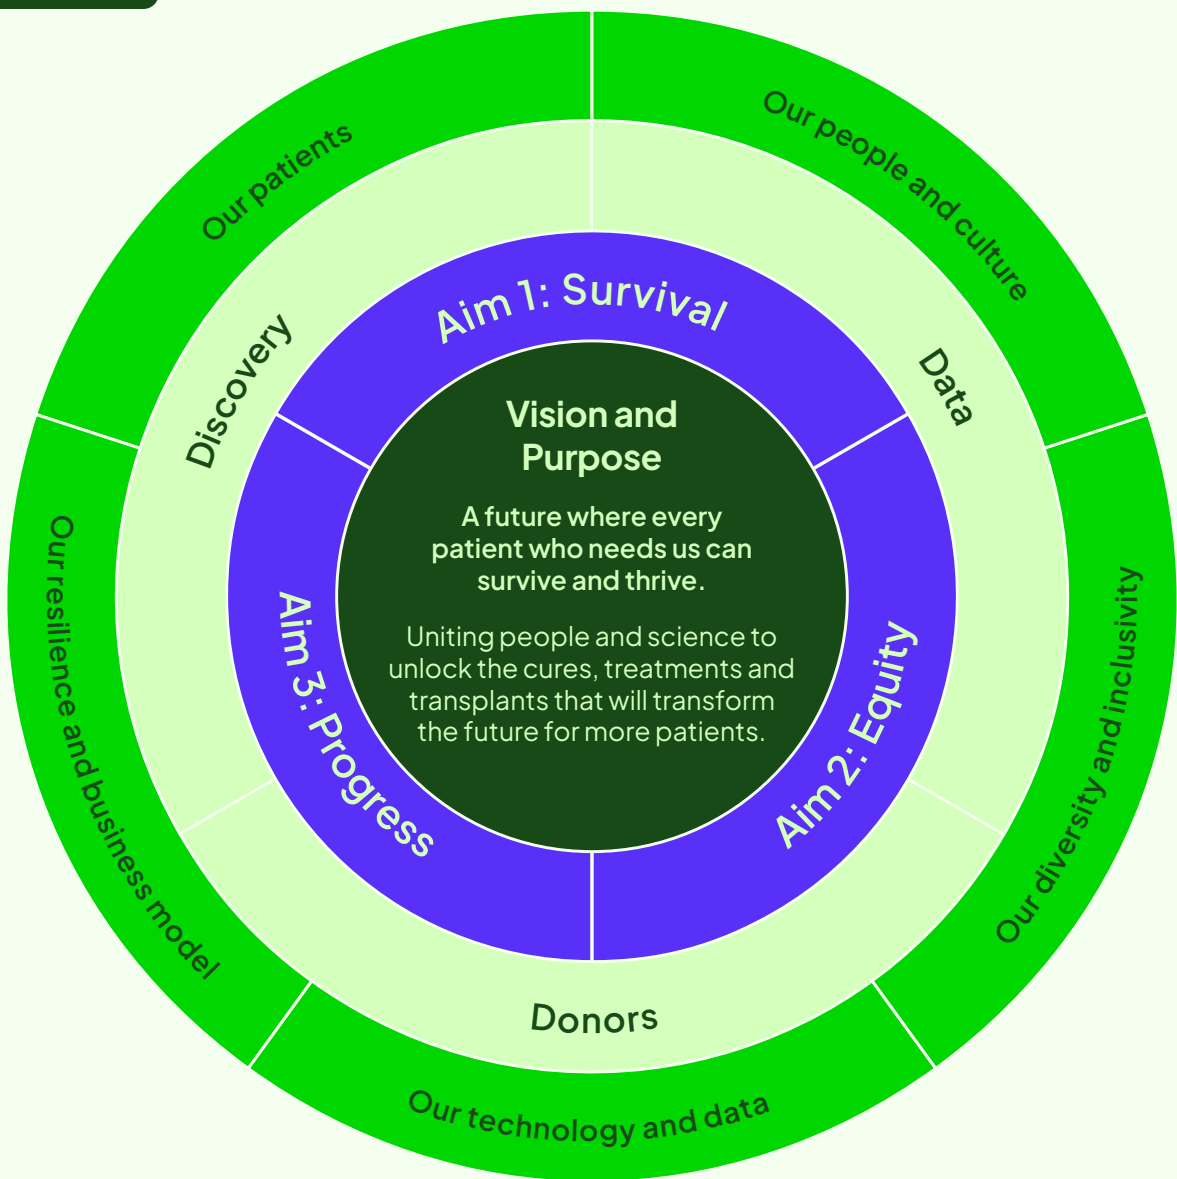 Our patients
Our people and culture
Discovery
Data
Aim 1: Survival
Vision and
Purpose
A future where every
patient who needs us can
survive and thrive.
Uniting people and science to
unlock the cures, treatments and
transplants that will transform
the future for more patients.
Aim 3: Progress
Aim 2: Equity
Our resilience and business model
Our diversity and inclusivity
Donors
Our technology and data